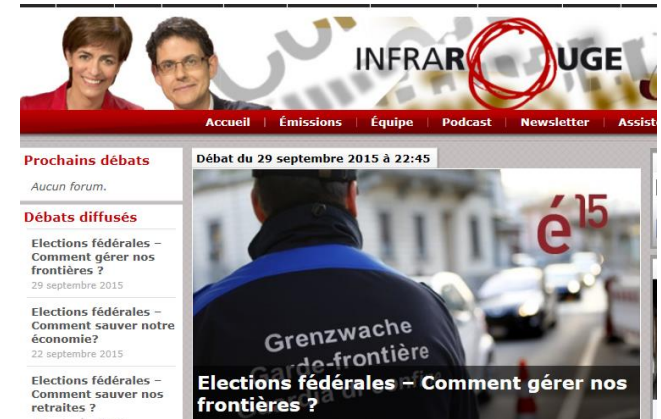 INFRAROUGE
Accueil | Émissions | Équipe | Podcast | Newsletter |
Prochains débats
Aucun forum.
Débats diffusés
Elections fédérales –
Comment gérer nos
frontières ?
29 septembre 2015
Elections fédérales –
Comment sauver notre
économie?
22 septembre 2015
Elections fédérales –
Comment sauver nos
retraites ?
Débat du 29 septembre 2015 à 22:45
é15
Grenzwache
Garde-frontière
Elections fédérales – Comment gérer nos
frontières ?